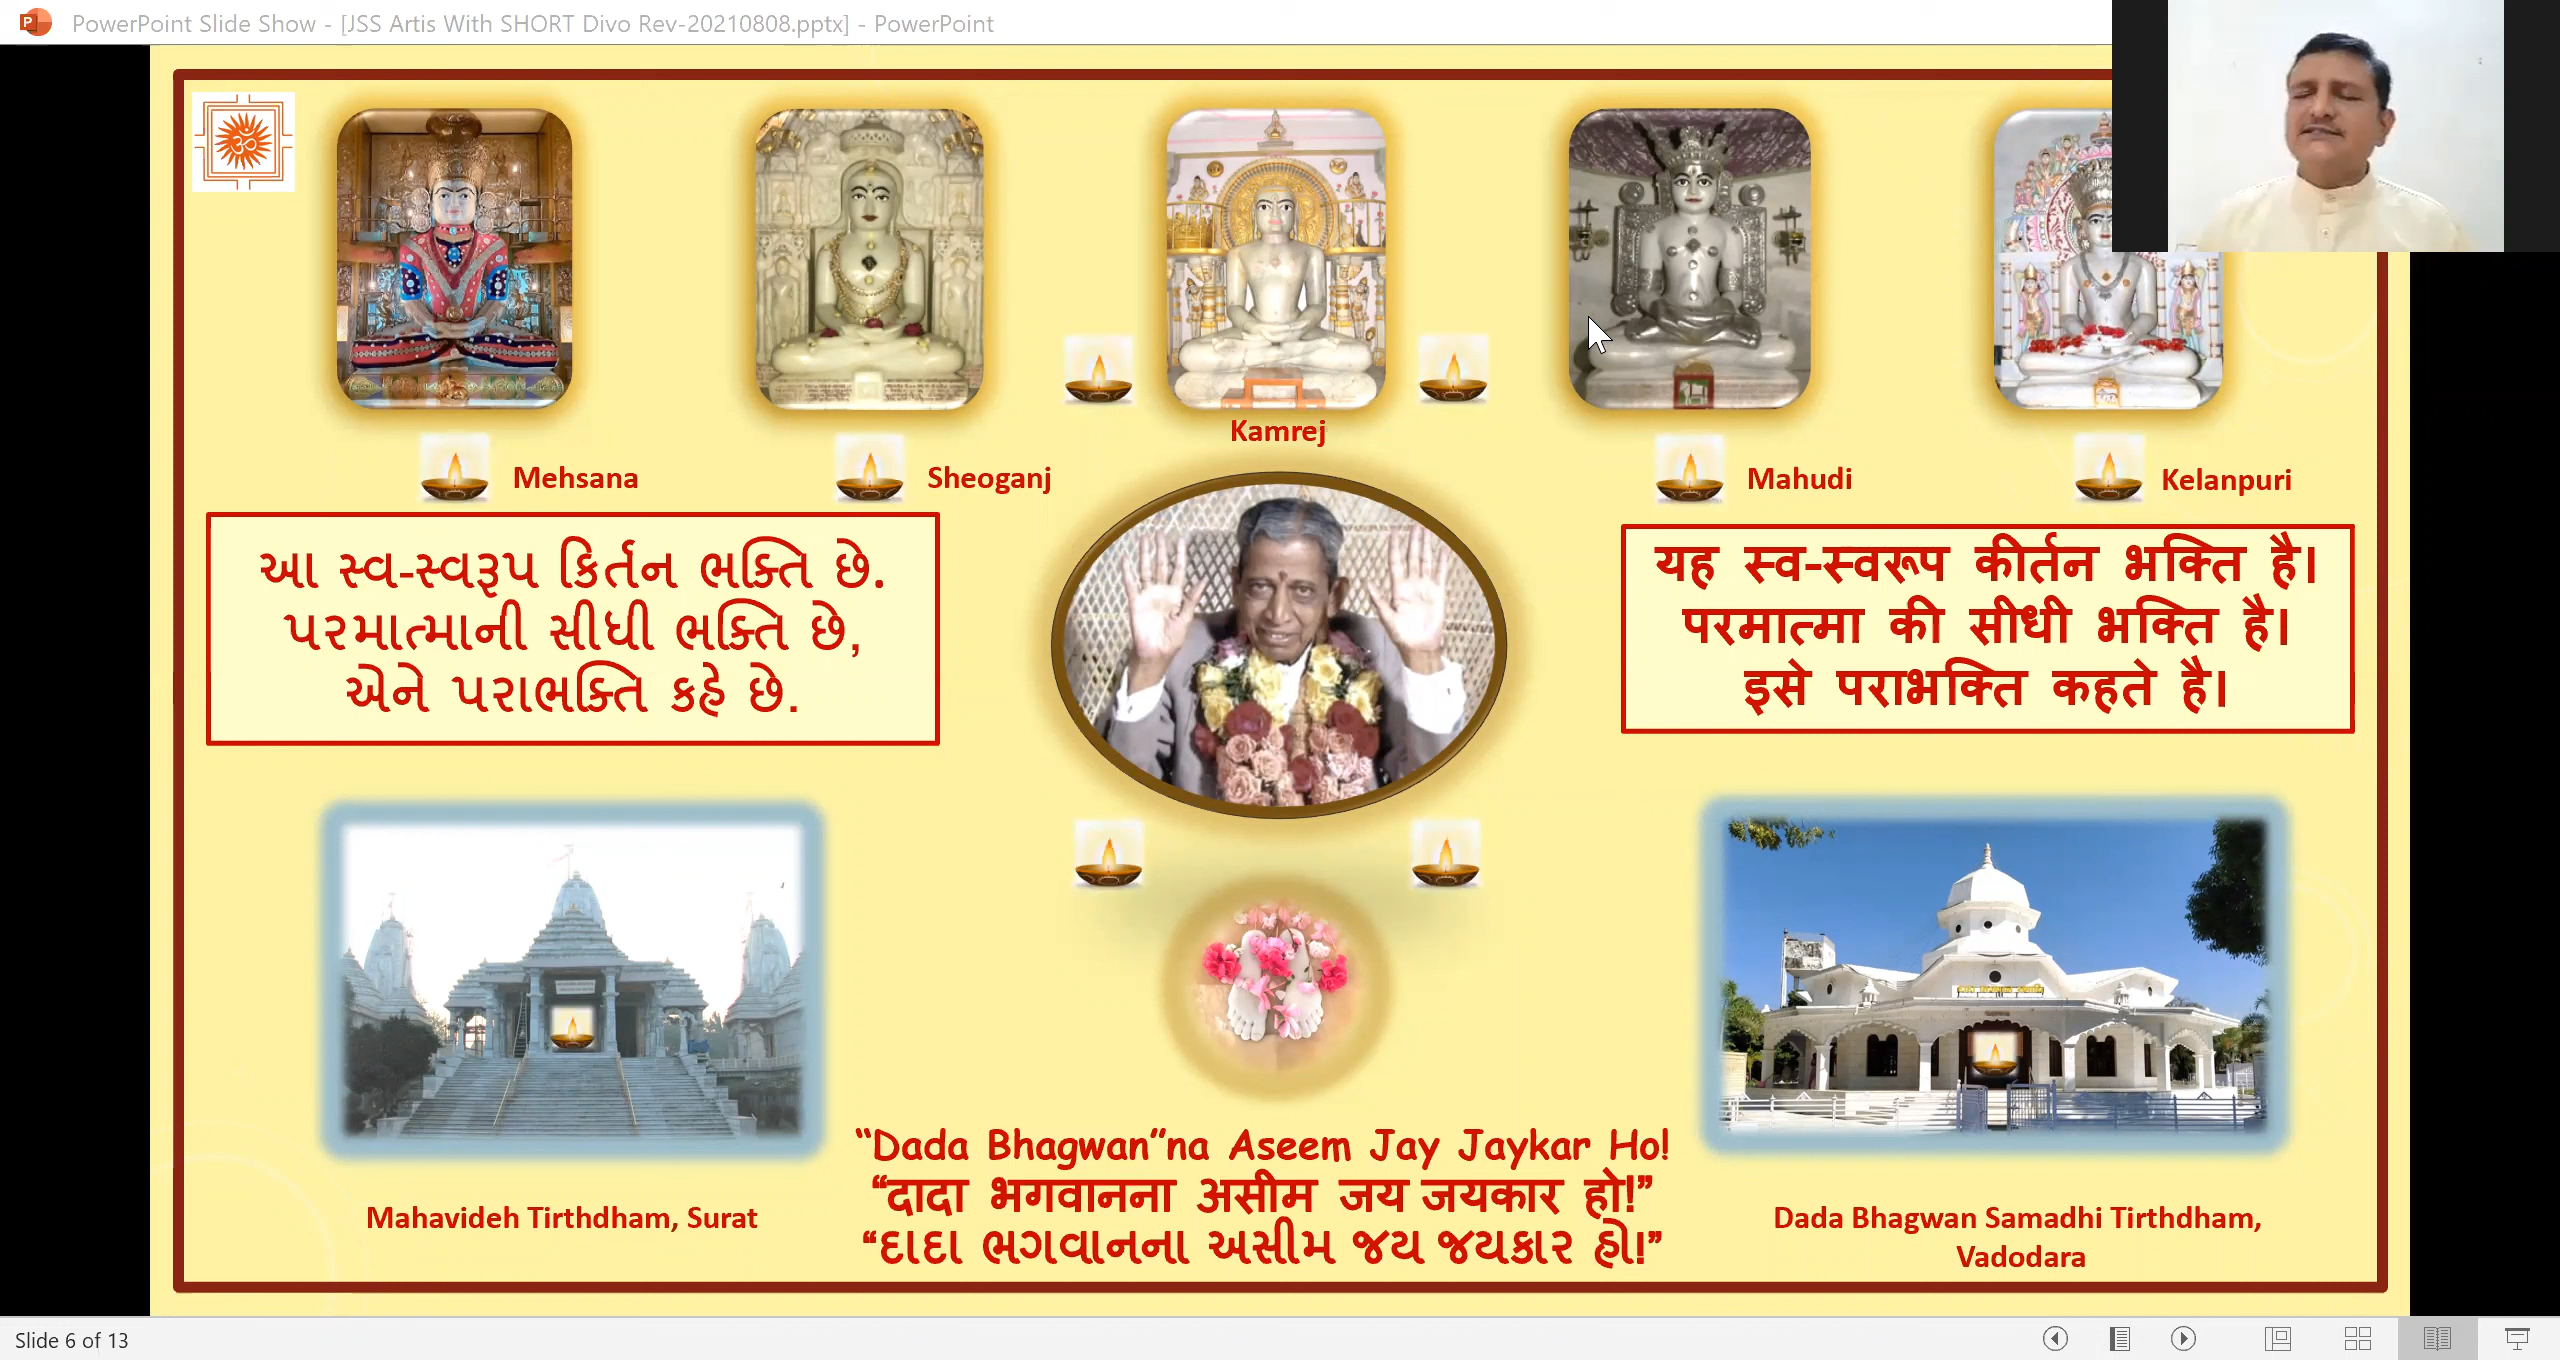 PowerPoint Slide Show - [JSS Artis With SHORT Divo Rev-20210808.pptx] - PowerPoint
Kamrej
Mehsana
Sheoganj
Mahudi
Kelanpuri
આ સ્વ-સ્વરૂપ કિર્તન ભક્તિ છે.
પરમાત્માની સીધી ભક્તિ છે,
એને પરાભક્તિ કહે છે.
यह स्व-स्वरूप कीर्तन भक्ति है।
परमात्मा की सीधी भक्ति है।
इसे पराभक्ति कहते है।
“Dada Bhagwan”na Aseem Jay Jaykar Ho!
“दादा भगवानना असीम जय जयकार हो!”
“દાદા ભગવાનના અસીમ જય જયકાર હો!”
Mahavideh Tirthdham, Surat
Dada Bhagwan Samadhi Tirthdham,
Vadodara
Slide 6 of 13